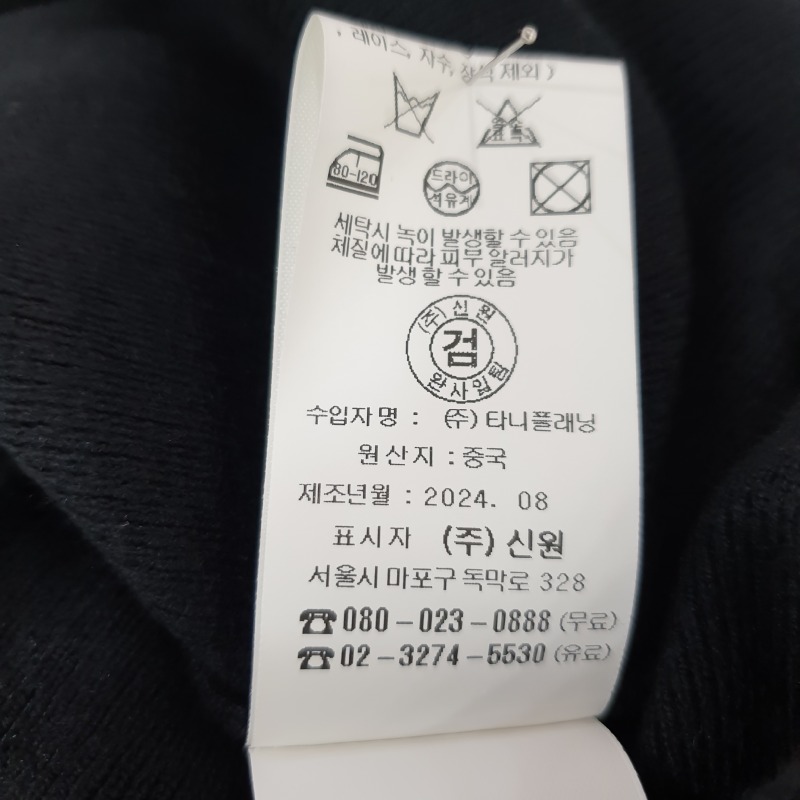 , 레이스, 자수, 장식 제외 )
염소 표백
80-120
드라이
석유계
세탁시 녹이 발생할 수 있음
체질에 따라 피부 알러지가
발생 할 수 있음
(주) 신원
검
완사입팀
수입자명 : (주) 타니플래닝
원산지 : 중국
제조년월 : 2024. 08
표시자 (주) 신원
서울시 마포구 독막로 328
☎ 080-023-0888 (무료)
☎ 02-3274-5530 (유료)